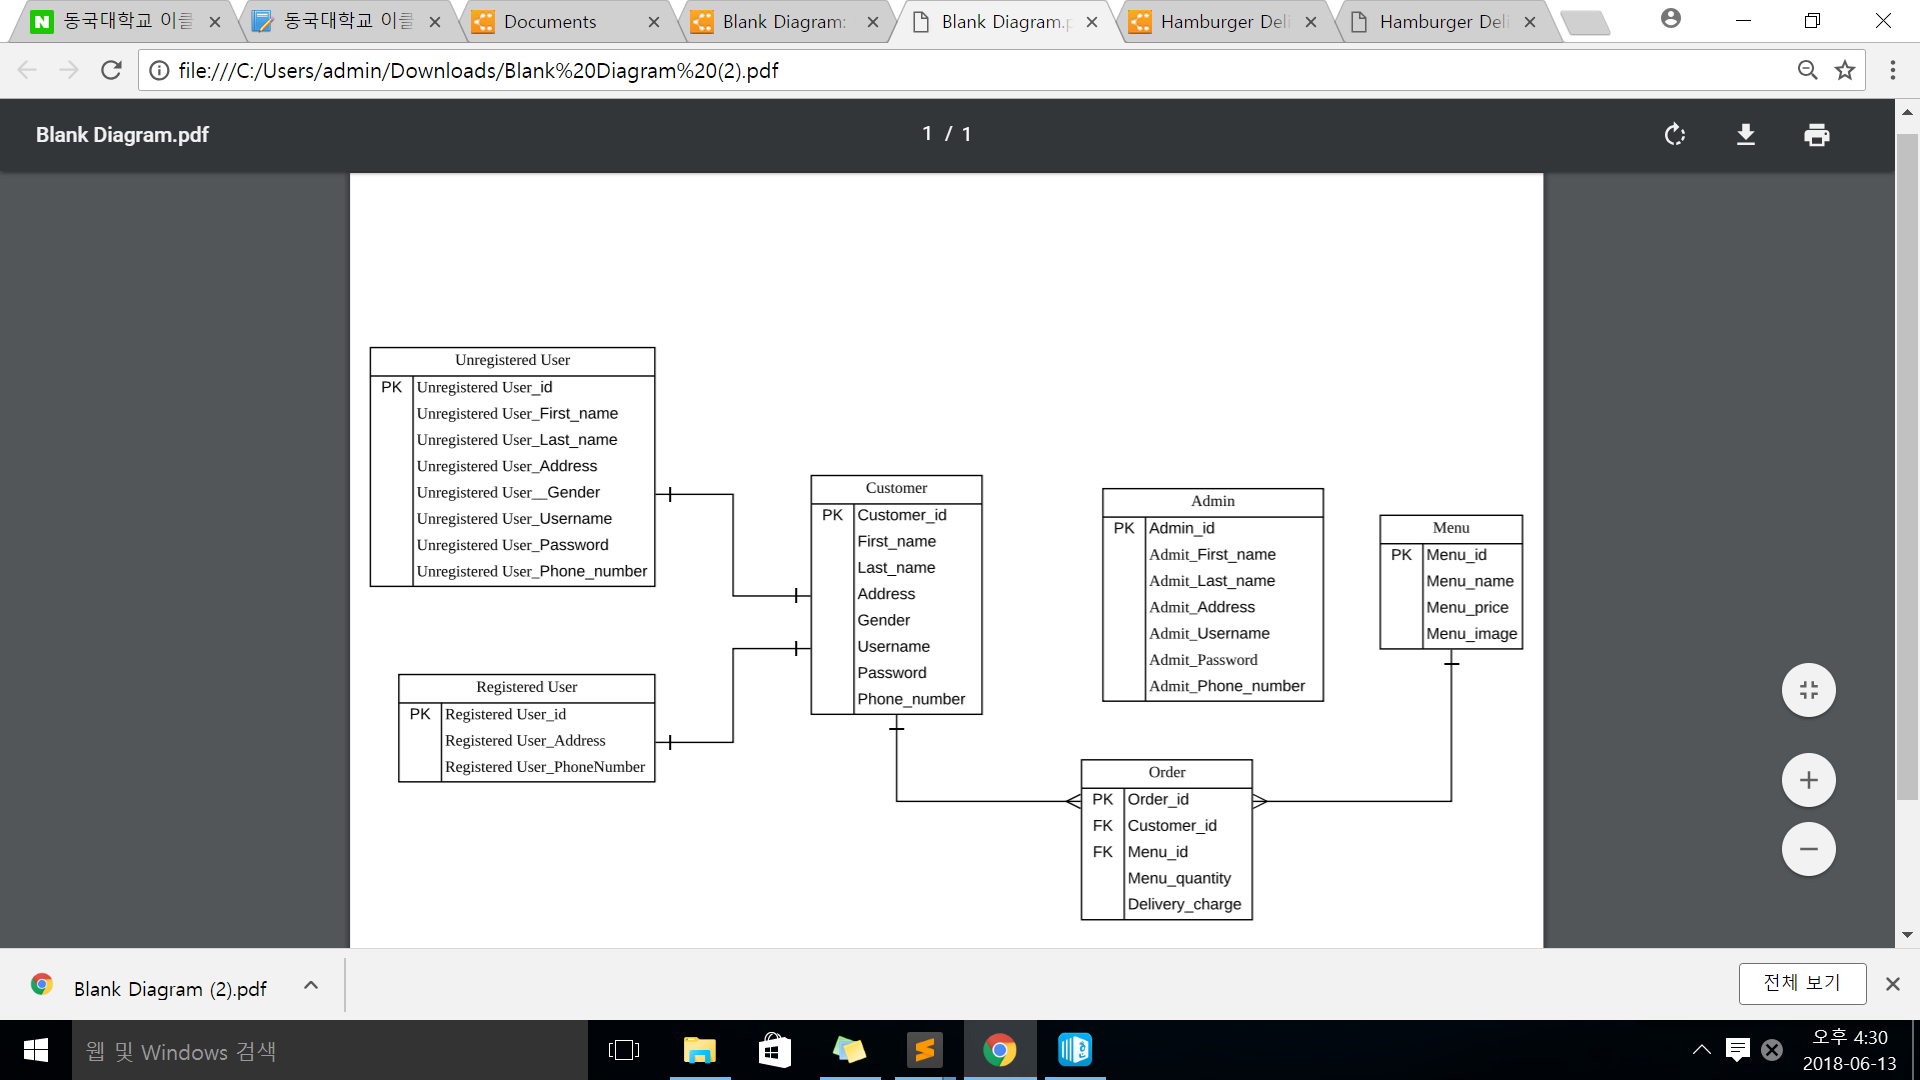 동국대학교 이클
동국대학교 이클
Documents
Blank Diagram:
Blank Diagram.p
Hamburger Deli
Hamburger Deli
file:///C:/Users/admin/Downloads/Blank%20Diagram%20(2).pdf
Blank Diagram.pdf
1 / 1
Unregistered User
PK Unregistered User_id
Unregistered User_First_name
Unregistered User_Last_name
Unregistered User_Address
Unregistered User__Gender
Unregistered User_Username
Unregistered User_Password
Unregistered User_Phone_number
Registered User
PK Registered User_id
Registered User_Address
Registered User_PhoneNumber
Customer
PK Customer_id
First_name
Last_name
Address
Gender
Username
Password
Phone_number
Admin
PK Admin_id
Admit_First_name
Admit_Last_name
Admit_Address
Admit_Username
Admit_Password
Admit_Phone_number
Menu
PK Menu_id
Menu_name
Menu_price
Menu_image
Order
PK Order_id
FK Customer_id
FK Menu_id
Menu_quantity
Delivery_charge
Blank Diagram (2).pdf
전체 보기
웹 및 Windows 검색
오후 4:30
2018-06-13